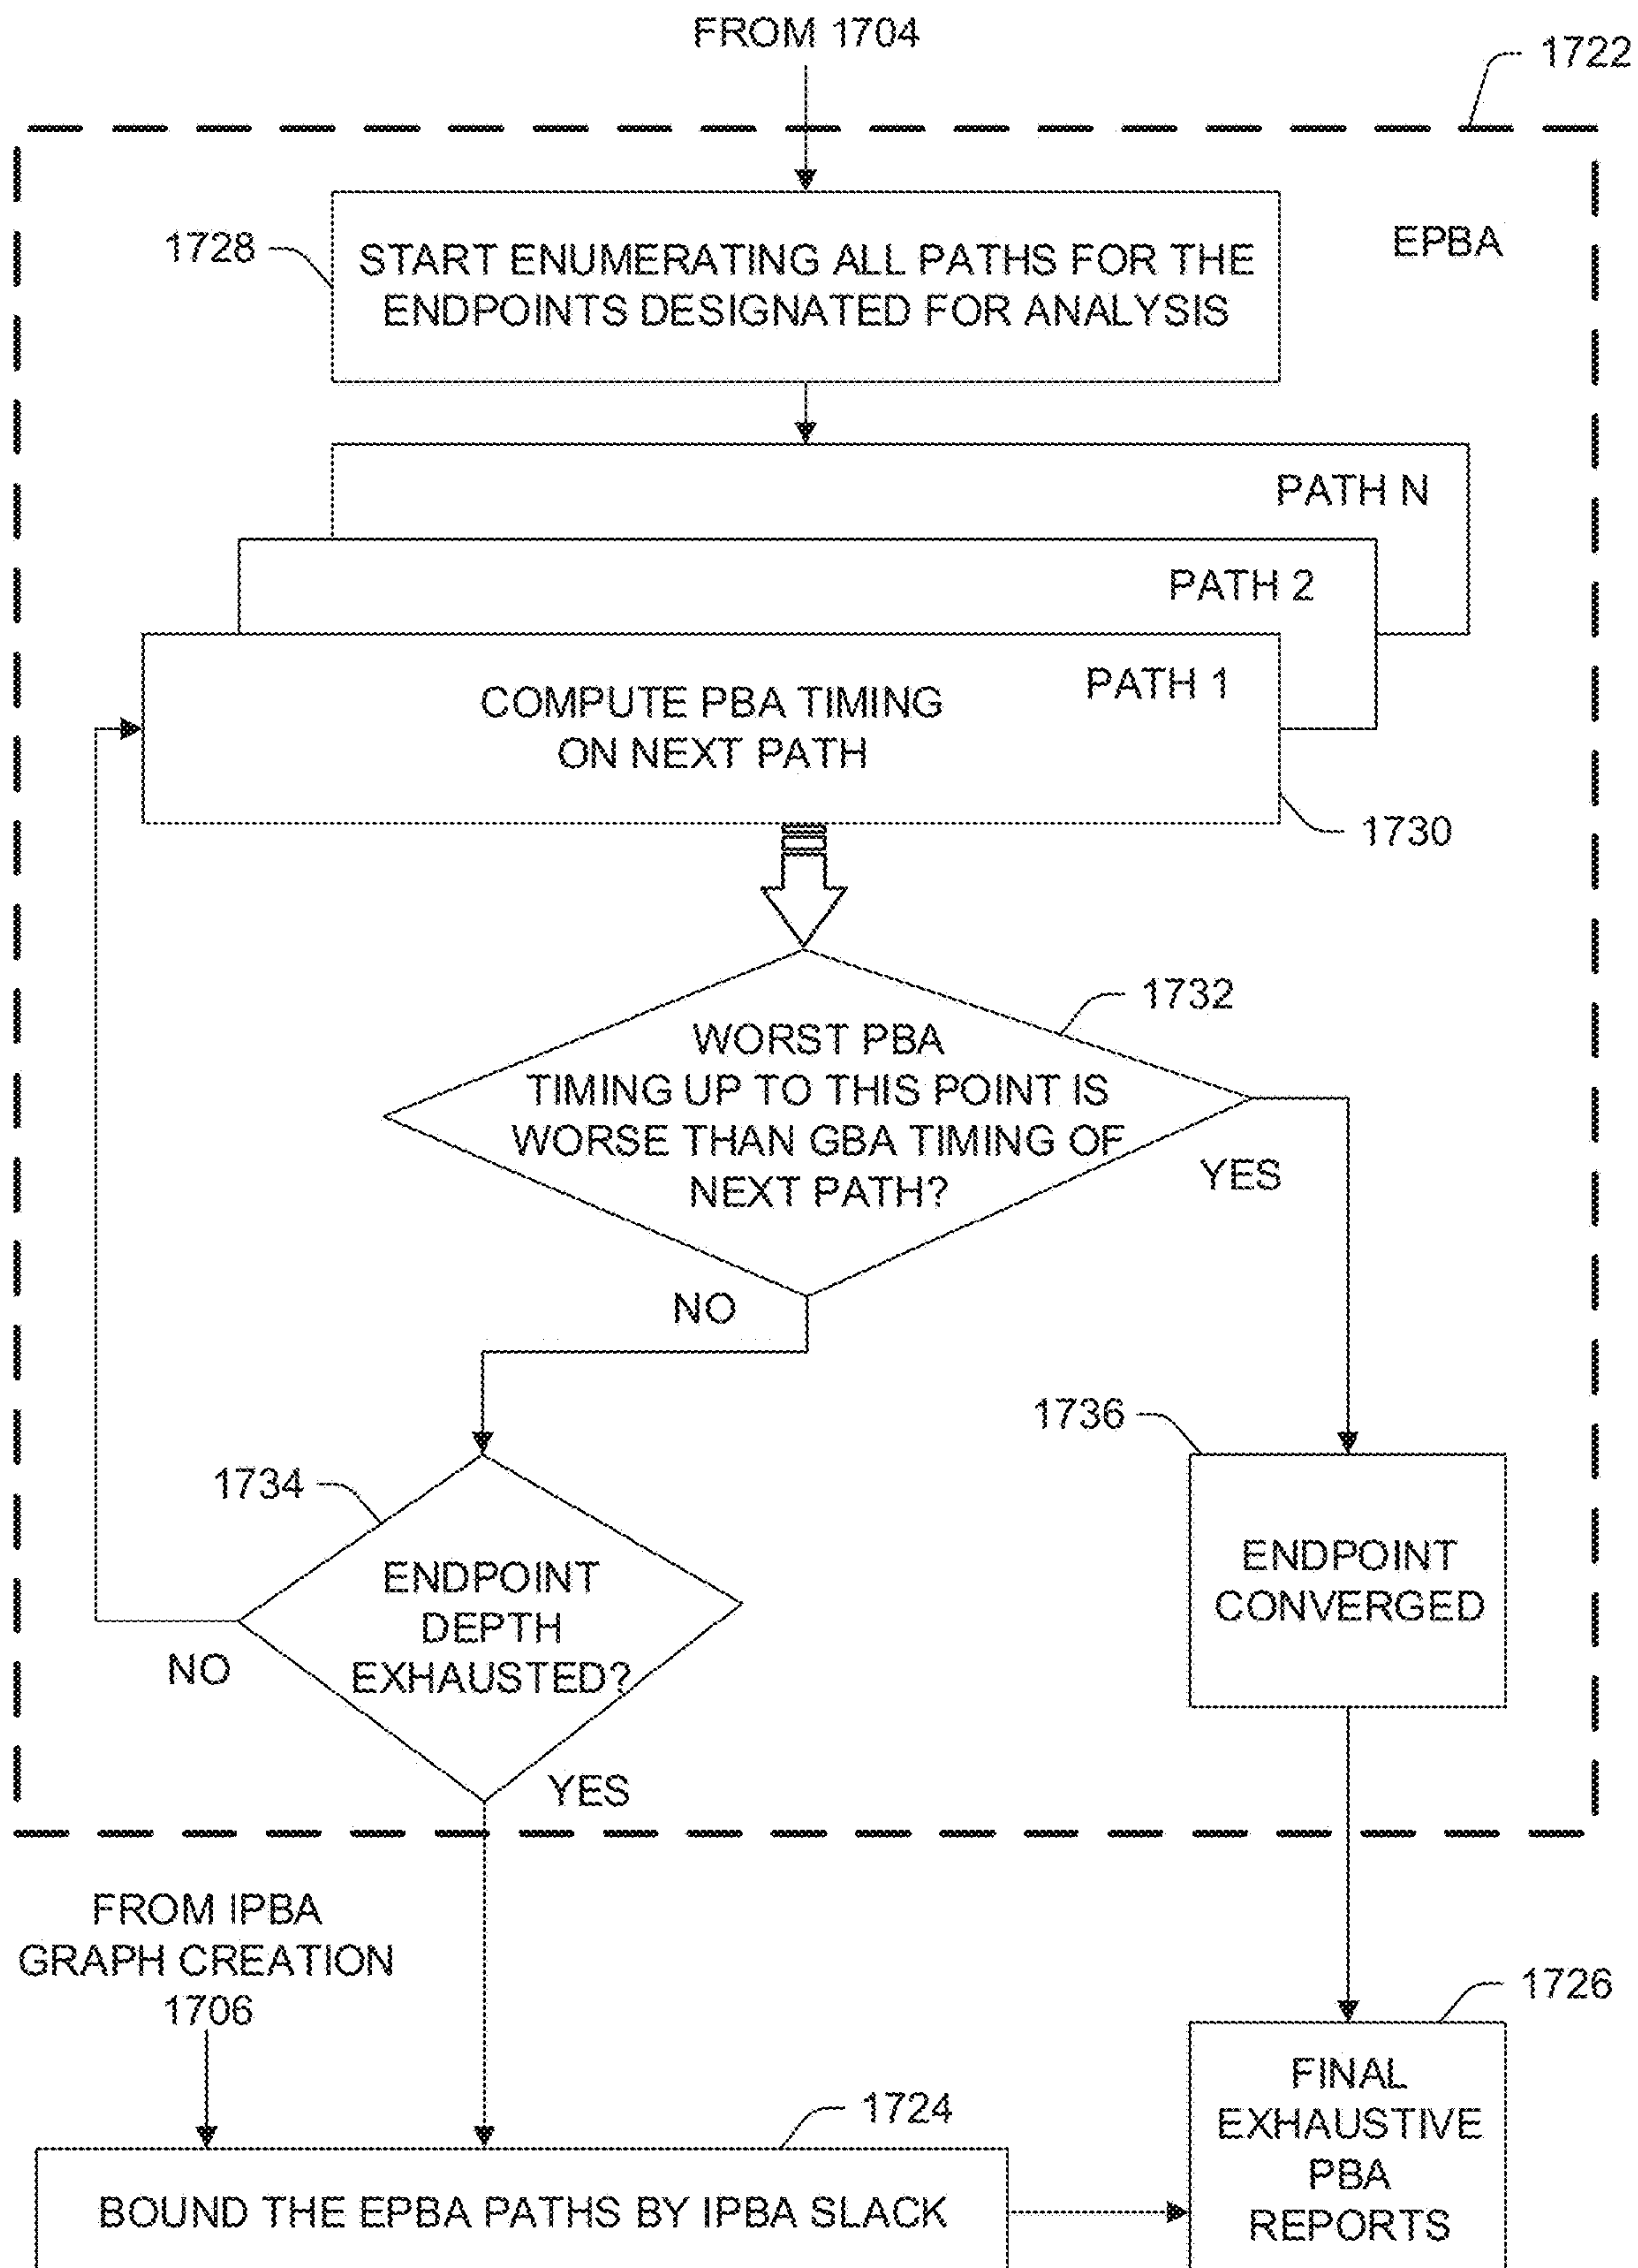 FROM 1704
1722
EPBA
1728
START ENUMERATING ALL PATHS FOR THE
ENDPOINTS DESIGNATED FOR ANALYSIS
PATH N
PATH 2
PATH 1
COMPUTE PBA TIMING
ON NEXT PATH
1730
1732
WORST PBA
TIMING UP TO THIS POINT IS
WORSE THAN GBA TIMING OF
NEXT PATH?
YES
NO
1736
1734
ENDPOINT
DEPTH
EXHAUSTED?
ENDPOINT
CONVERGED
NO
YES
FROM IPBA
GRAPH CREATION
1706
1726
1724
BOUND THE EPBA PATHS BY IPBA SLACK
FINAL
EXHAUSTIVE
PBA
REPORTS